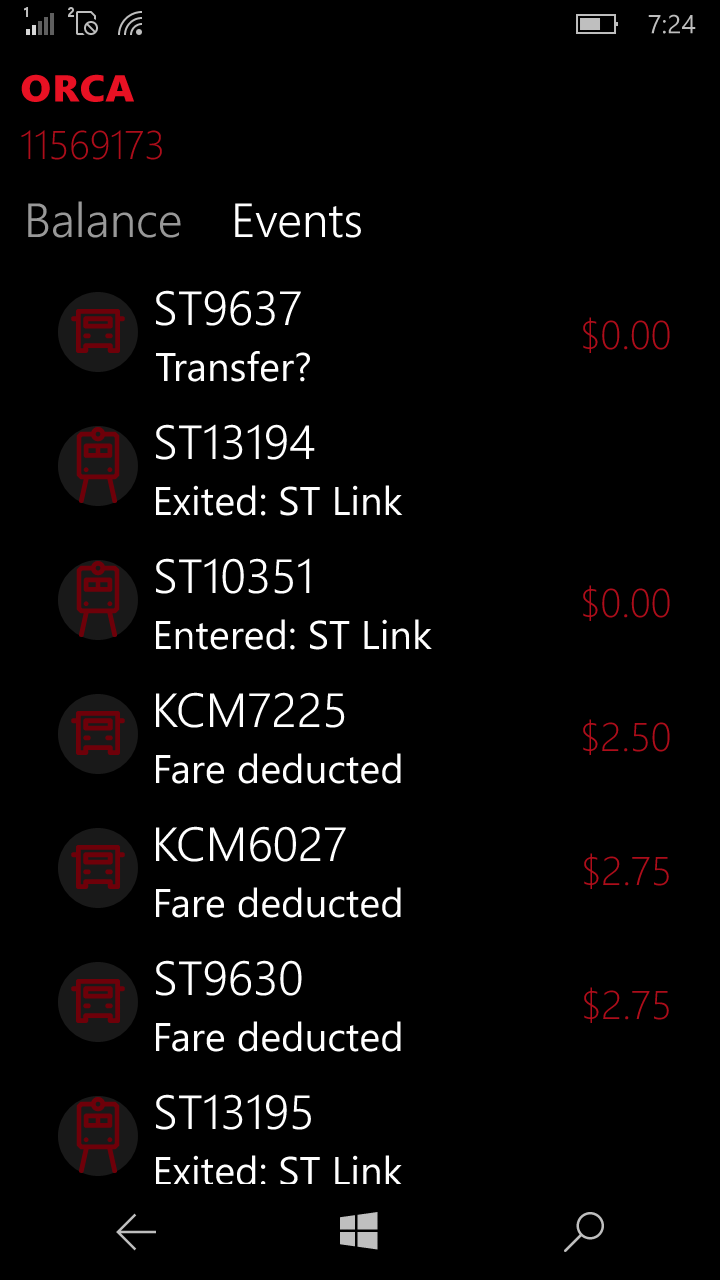 1 2 7:24
ORCA
11569173
Balance Events
ST9637
$0.00
Transfer?
ST13194
Exited: ST Link
ST10351
$0.00
Entered: ST Link
KCM7225
$2.50
Fare deducted
KCM6027
$2.75
Fare deducted
ST9630
$2.75
Fare deducted
ST13195
Exited: ST Link